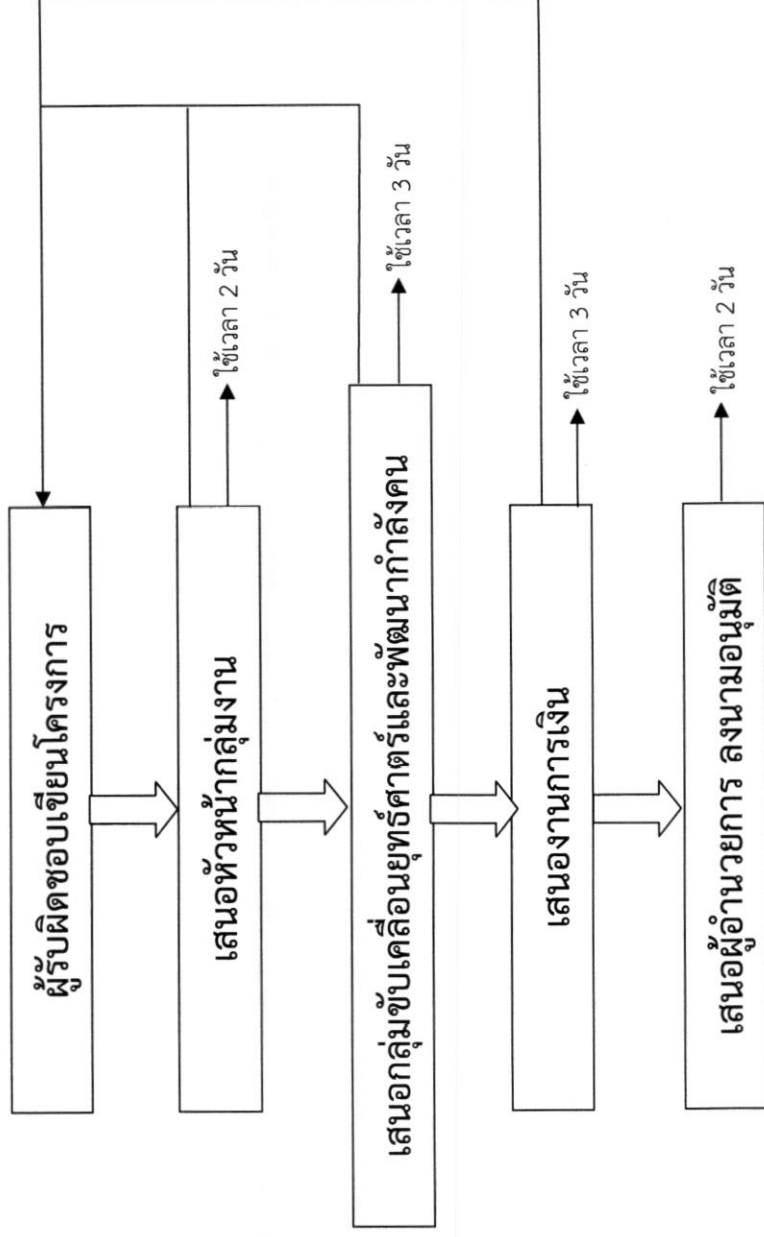 ผู้รับผิดชอบเขียนโครงการ
เสนอหัวหน้ากลุ่มงาน
ใช้เวลา 2 วัน
เสนอกลุ่มขับเคลื่อนยุทธ์ศาตร์และพัฒนากำลังคน
ใช้เวลา 3 วัน
เสนองานการเงิน
ใช้เวลา 3 วัน
เสนอผู้อำนวยการ ลงนามอนุมัติ
ใช้เวลา 2 วัน